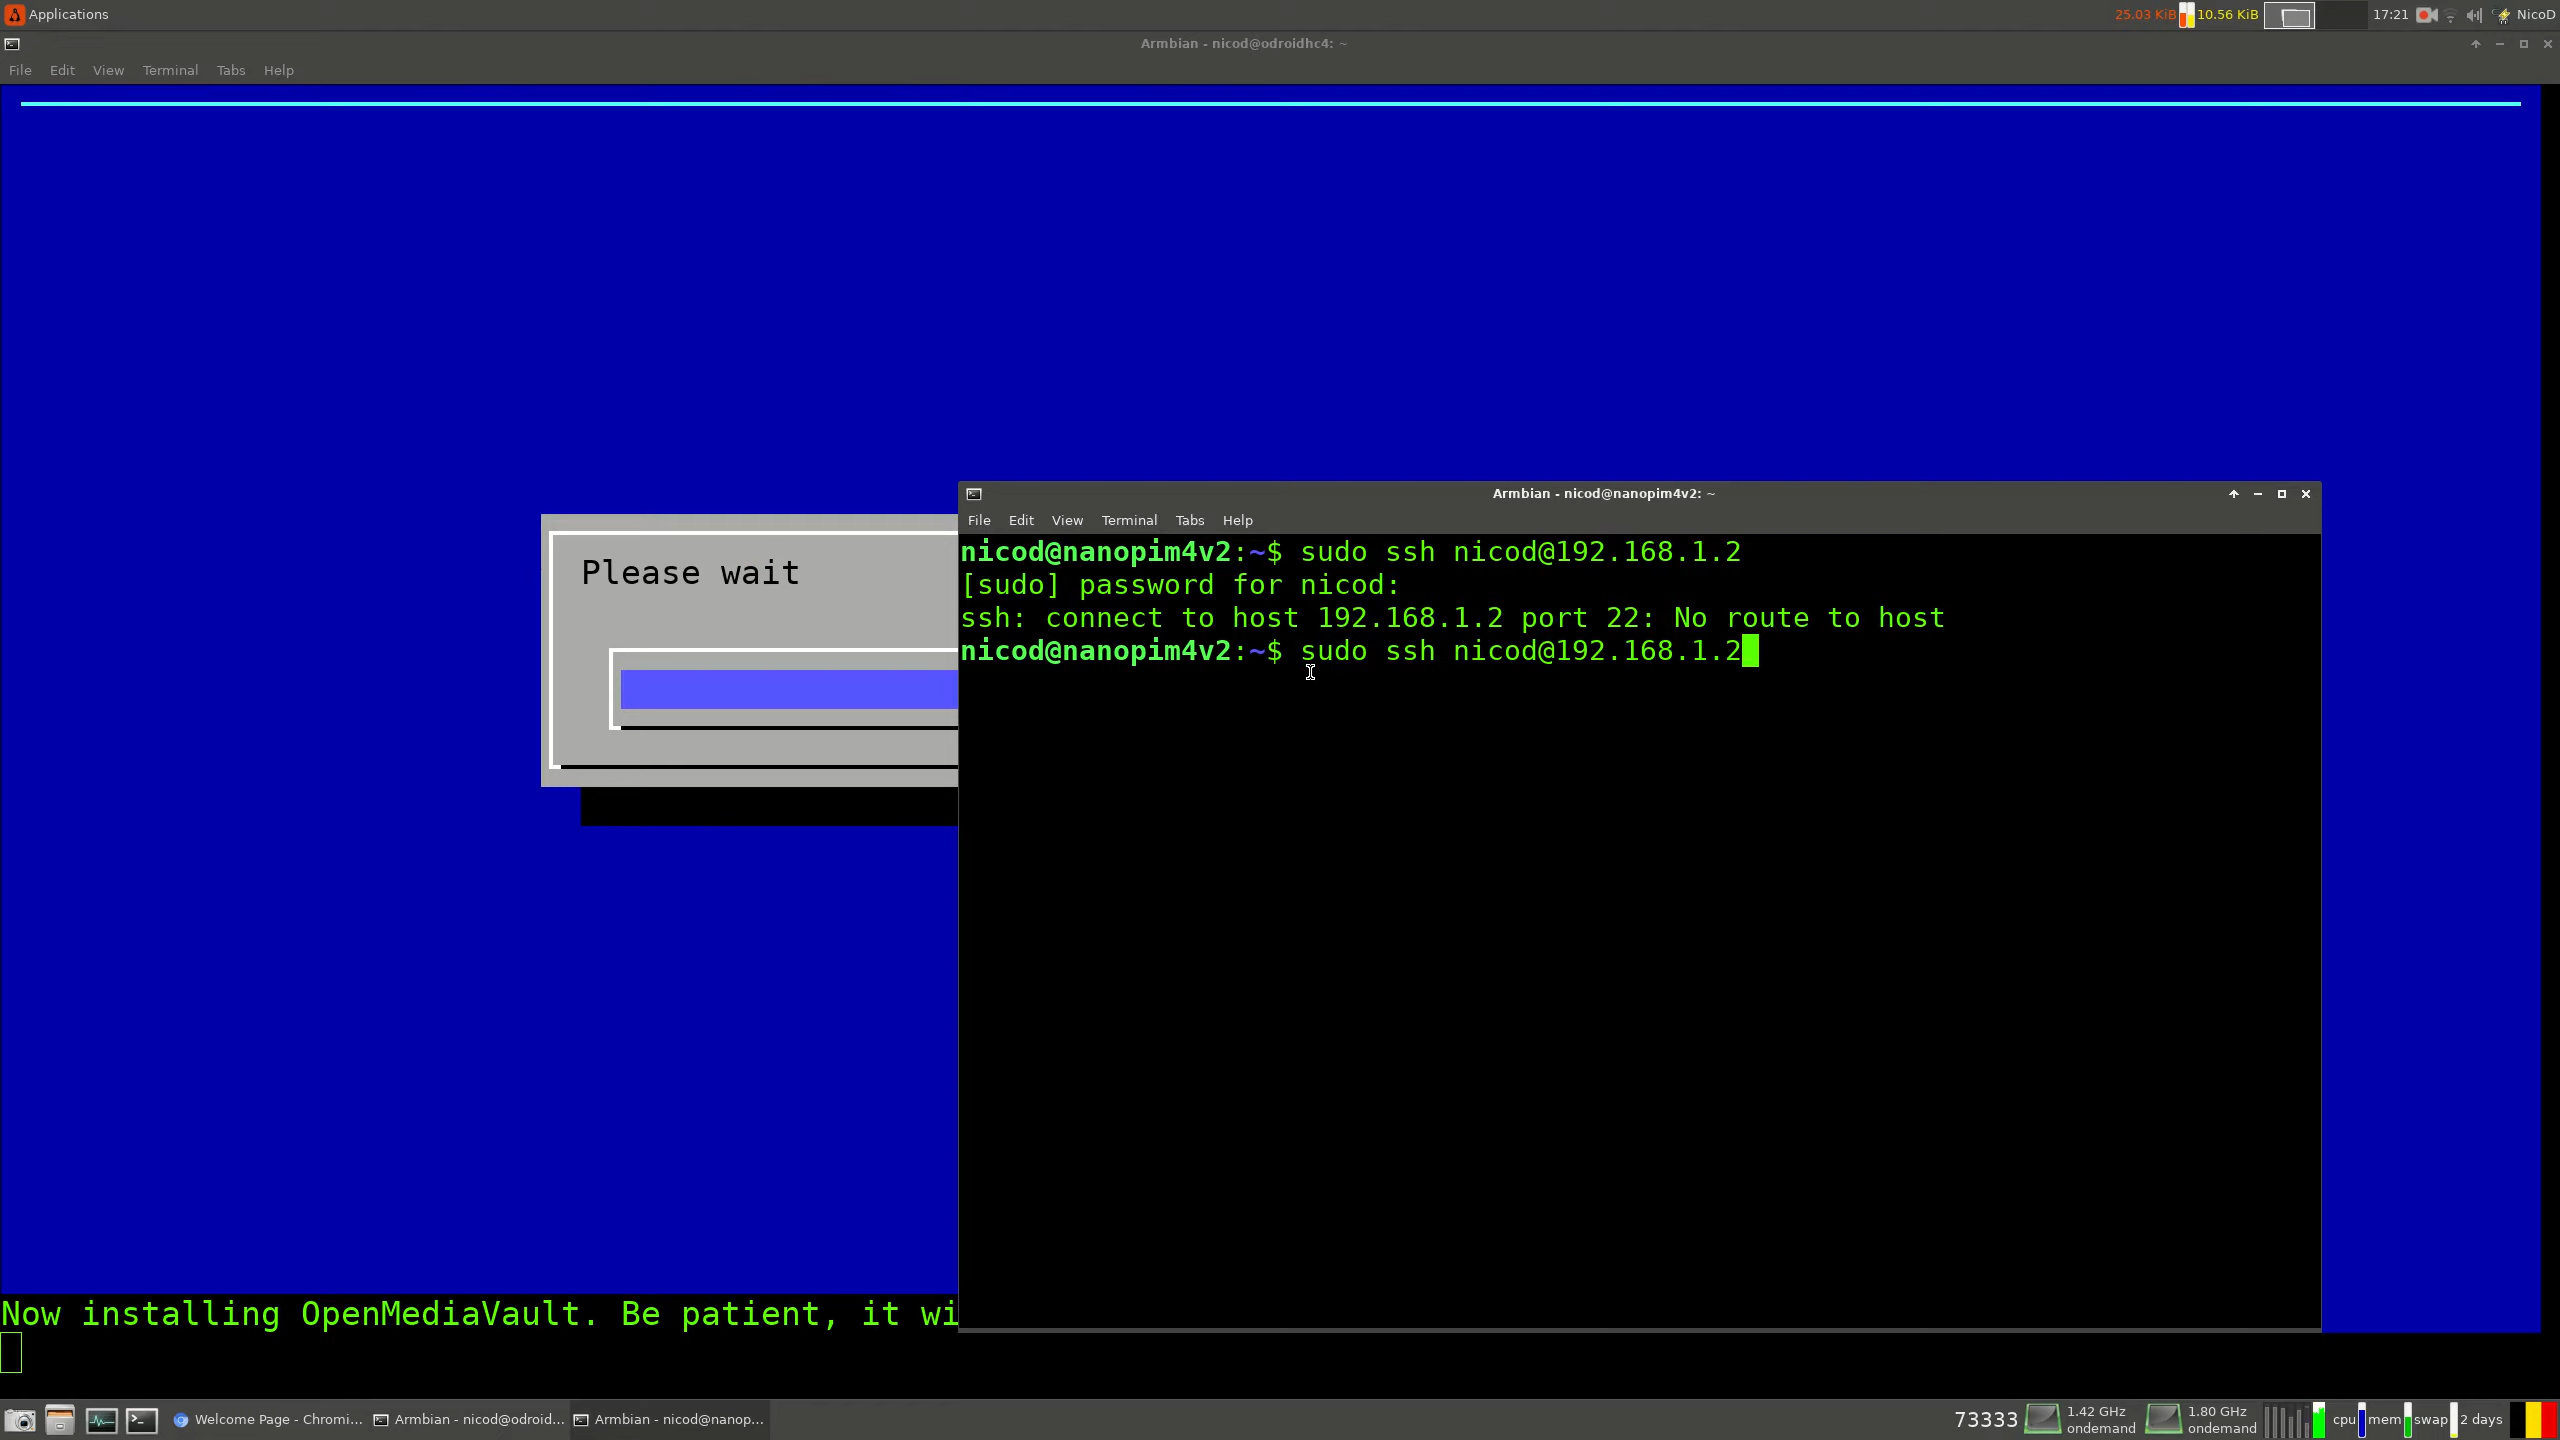 Applications
25.03 KiB 10.56 KiB 17:21 NicoD
Armbian - nicod@odroidhc4: ~
File Edit View Terminal Tabs Help
Please wait
Armbian - nicod@nanopim4v2: ~
File Edit View Terminal Tabs Help
nicod@nanopim4v2:~$ sudo ssh nicod@192.168.1.2
[sudo] password for nicod:
ssh: connect to host 192.168.1.2 port 22: No route to host
nicod@nanopim4v2:~$ sudo ssh nicod@192.168.1.2
Now installing OpenMediaVault. Be patient, it wi
Welcome Page - Chromi... Armbian - nicod@odroid... Armbian - nicod@nanop...
73333 1.42 GHz ondemand 1.80 GHz ondemand cpu mem swap 2 days